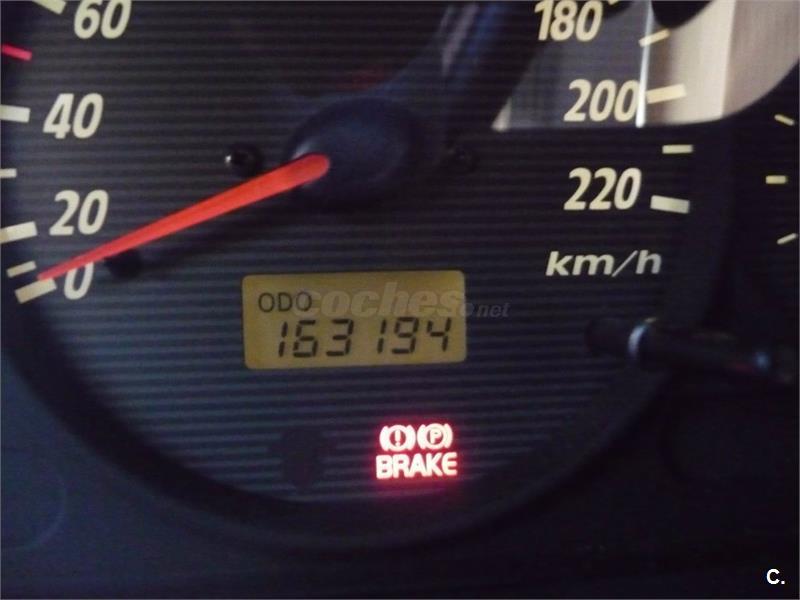 60
40
20
0
180
200
220
km/h
ODO
163194
coches.net
(!) (P)
BRAKE
C.